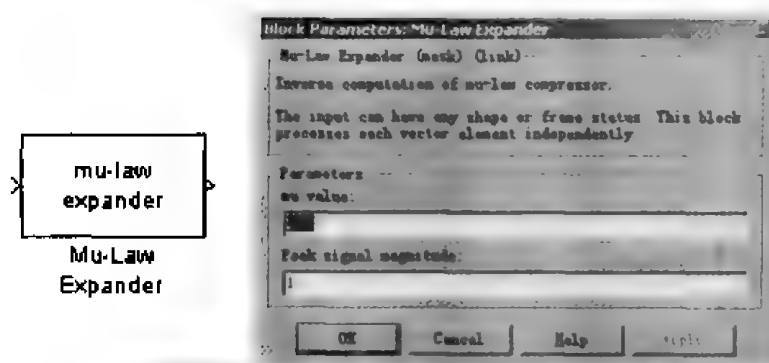 mu-law
expander
Mu-Law
Expander
Block Parameters: Mu-Law Expander
Mu-Law Expander (mask) (link)
Inverse computation of mu-law compressor.
The input can have any shape or frame status. This block
processes each vector element independently
Parameters
mu value:
Peak signal magnitude:
1
OK
Cancel
Help
Apply